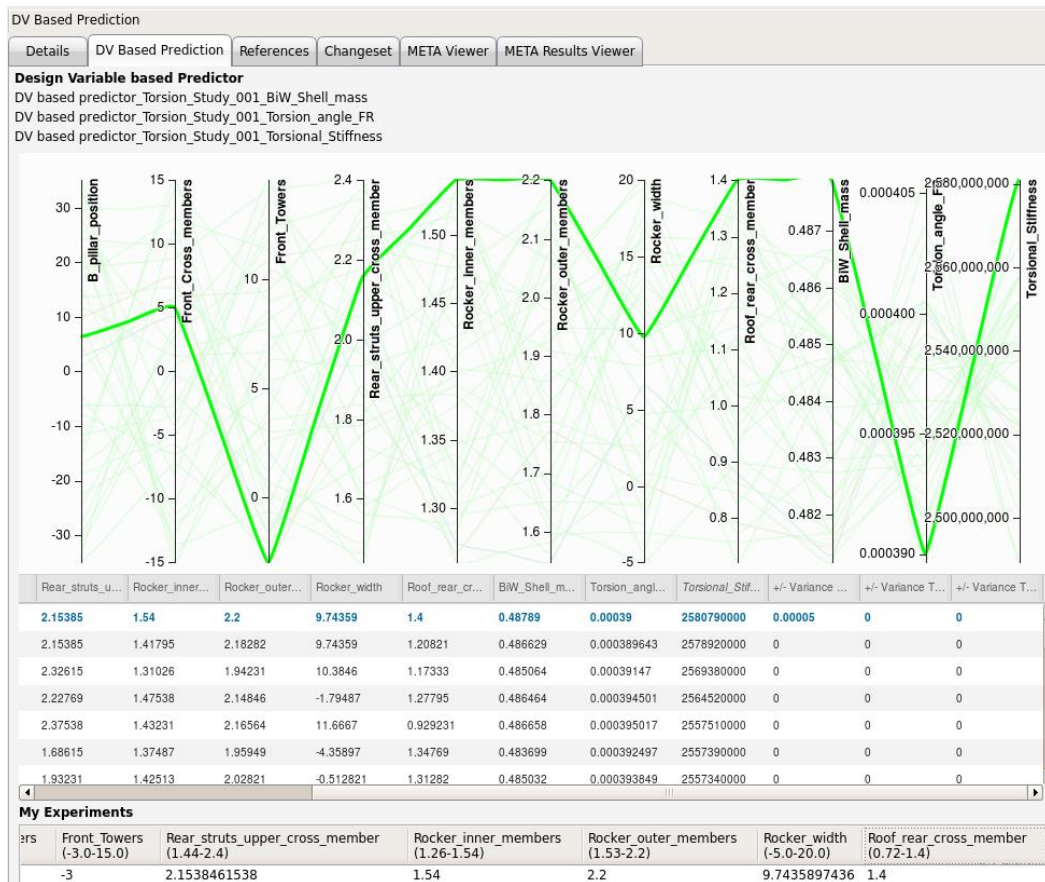 DV Based Prediction
Details DV Based Prediction References Changeset META Viewer META Results Viewer
Design Variable based Predictor
DV based predictor_Torsion_Study_001_BiW_Shell_mass
DV based predictor_Torsion_Study_001_Torsion_angle_FR
DV based predictor_Torsion_Study_001_Torsional_Stiffness
B_pillar_position
30
20
10
0
-10
-20
-30
Front_Cross_members
15
10
5
0
-5
-10
-15
Front_Towers
10
5
0
Rear_struts_upper_cross_member
2.4
2.2
2.0
1.8
1.6
Rocker_inner_members
1.50
1.45
1.40
1.35
1.30
Rocker_outer_members
2.2
2.1
2.0
1.9
1.8
1.7
1.6
Rocker_width
20
15
10
5
0
-5
Roof_rear_cross_member
1.4
1.3
1.2
1.1
1.0
0.9
0.8
BiW_Shell_mass
0.487
0.486
0.485
0.484
0.483
0.482
Torsion_angle_FR
0.000405
0.000400
0.000395
0.000390
Torsional_Stiffness
2,580,000,000
2,560,000,000
2,540,000,000
2,520,000,000
2,500,000,000
Rear_struts_u... Rocker_inner... Rocker_outer... Rocker_width Roof_rear_cr... BiW_Shell_m... Torsion_angl... Torsional_Stif... +/- Variance ... +/- Variance T... +/- Variance T...
2.15385 1.54 2.2 9.74359 1.4 0.48789 0.00039 2580790000 0.00005 0 0
2.15385 1.41795 2.18282 9.74359 1.20821 0.486629 0.000389643 2578920000 0 0 0
2.32615 1.31026 1.94231 10.3846 1.17333 0.485064 0.00039147 2569380000 0 0 0
2.22769 1.47538 2.14846 -1.79487 1.27795 0.486464 0.000394501 2564520000 0 0 0
2.37538 1.43231 2.16564 11.6667 0.929231 0.486658 0.000395017 2557510000 0 0 0
1.68615 1.37487 1.95949 -4.35897 1.34769 0.483699 0.000392497 2557390000 0 0 0
1.93231 1.42513 2.02821 -0.512821 1.31282 0.485032 0.000393849 2557340000 0 0 0
My Experiments
ers Front_Towers Rear_struts_upper_cross_member Rocker_inner_members Rocker_outer_members Rocker_width Roof_rear_cross_member
(-3.0-15.0) (1.44-2.4) (1.26-1.54) (1.53-2.2) (-5.0-20.0) (0.72-1.4)
-3 2.1538461538 1.54 2.2 9.7435897436 1.4